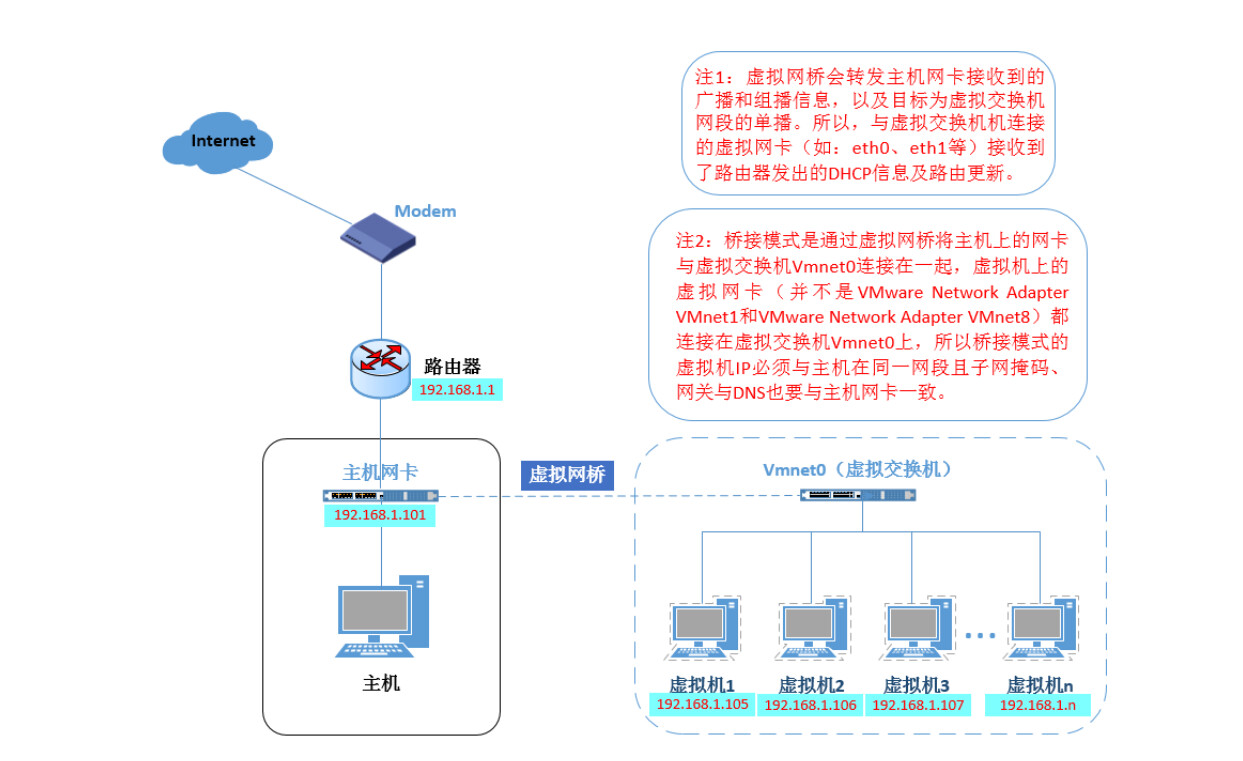 注1：虚拟网桥会转发主机网卡接收到的
广播和组播信息，以及目标为虚拟交换机
网段的单播。所以，与虚拟交换机机连接
的虚拟网卡（如：eth0、eth1等）接收到
了路由器发出的DHCP信息及路由更新。
Internet
Modem
注2：桥接模式是通过虚拟网桥将主机上的网卡
与虚拟交换机Vmnet0连接在一起，虚拟机上的
虚拟网卡（并不是VMware Network Adapter
VMnet1和VMware Network Adapter VMnet8）都
连接在虚拟交换机Vmnet0上，所以桥接模式的
虚拟机IP必须与主机在同一网段且子网掩码、
网关与DNS也要与主机网卡一致。
路由器
192.168.1.1
主机网卡
192.168.1.101
主机
虚拟网桥
Vmnet0（虚拟交换机）
虚拟机1
192.168.1.105
虚拟机2
192.168.1.106
虚拟机3
192.168.1.107
...
虚拟机n
192.168.1.n